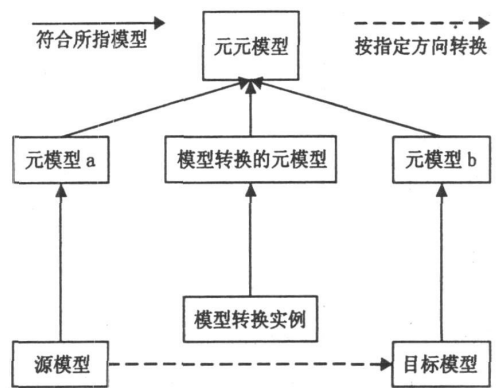 元元模型
符合所指模型
按指定方向转换
元模型 a
模型转换的元模型
元模型 b
模型转换实例
源模型
目标模型